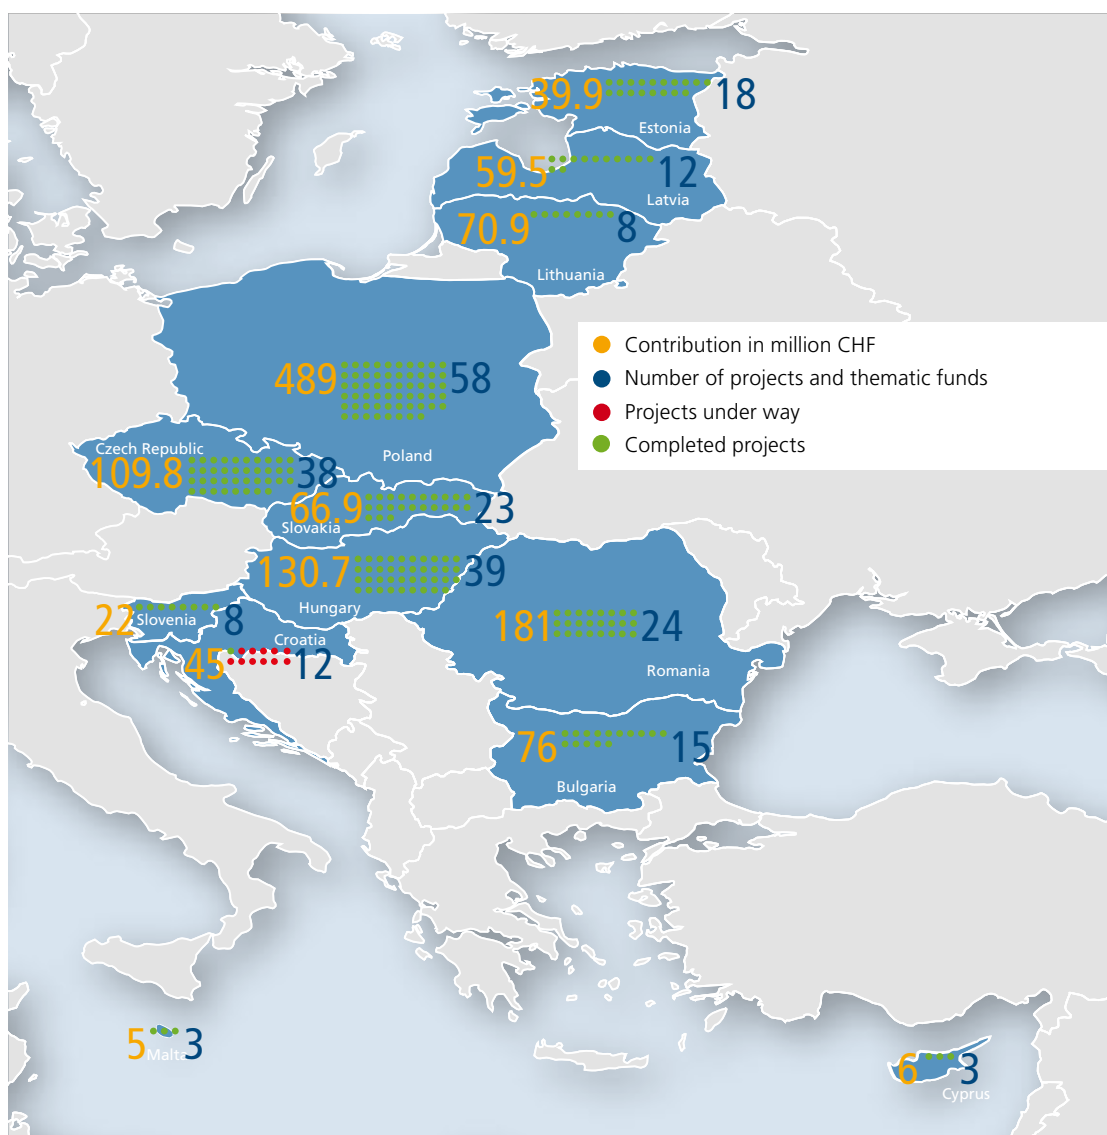 39.9 18
Estonia
59.5 12
Latvia
70.9 8
Lithuania
Contribution in million CHF
Number of projects and thematic funds
Projects under way
Completed projects
489 58
Poland
Czech Republic
109.8 38
66.9 23
Slovakia
130.7 39
Hungary
22 Slovenia 8
Croatia
45 12
181 24
Romania
76 15
Bulgaria
5 Malta 3
6 3
Cyprus